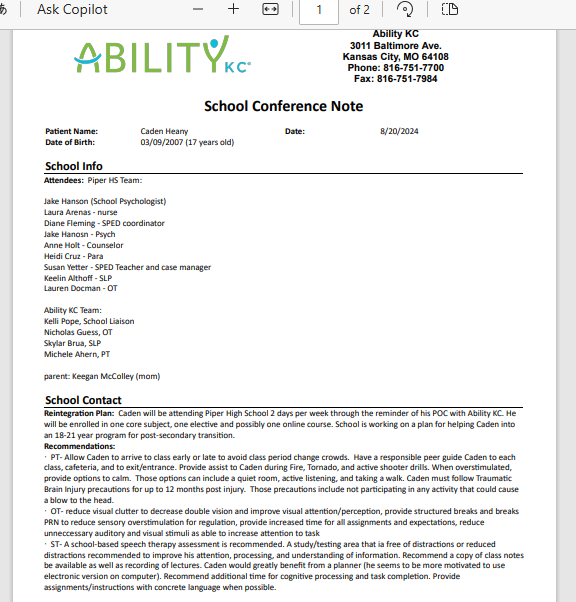 Ask Copilot
1
of 2
ABILITY KC
Ability KC
3011 Baltimore Ave.
Kansas City, MO 64108
Phone: 816-751-7700
Fax: 816-751-7984
School Conference Note
Patient Name: Caden Heany Date: 8/20/2024
Date of Birth: 03/09/2007 (17 years old)
School Info
Attendees: Piper HS Team:
Jake Hanson (School Psychologist)
Laura Arenas - nurse
Diane Fleming - SPED coordinator
Jake Hanosn - Psych
Anne Holt - Counselor
Heidi Cruz - Para
Susan Yetter - SPED Teacher and case manager
Keelin Althoff - SLP
Lauren Docman - OT
Ability KC Team:
Kelli Pope, School Liaison
Nicholas Guess, OT
Skylar Brua, SLP
Michele Ahern, PT
parent: Keegan McColley (mom)
School Contact
Reintegration Plan: Caden will be attending Piper High School 2 days per week through the reminder of his POC with Ability KC. He
will be enrolled in one core subject, one elective and possibly one online course. School is working on a plan for helping Caden into
an 18-21 year program for post-secondary transition.
Recommendations:
· PT- Allow Caden to arrive to class early or late to avoid class period change crowds. Have a responsible peer guide Caden to each
class, cafeteria, and to exit/entrance. Provide assist to Caden during Fire, Tornado, and active shooter drills. When overstimulated,
provide options to calm. Those options can include a quiet room, active listening, and taking a walk. Caden must follow Traumatic
Brain Injury precautions for up to 12 months post injury. Those precautions include not participating in any activity that could cause
a blow to the head.
· OT- reduce visual clutter to decrease double vision and improve visual attention/perception, provide structured breaks and breaks
PRN to reduce sensory overstimulation for regulation, provide increased time for all assignments and expectations, reduce
unneccessary auditory and visual stimuli as able to increase attention to task
· ST- A school-based speech therapy assessment is recommended. A study/testing area that is free of distractions or reduced
distractions recommended to improve his attention, processing, and understanding of information. Recommend a copy of class notes
be available as well as recording of lectures. Caden would greatly benefit from a planner (he seems to be more motivated to use
electronic version on computer). Recommend additional time for cognitive processing and task completion. Provide
assignments/instructions with concrete language when possible.